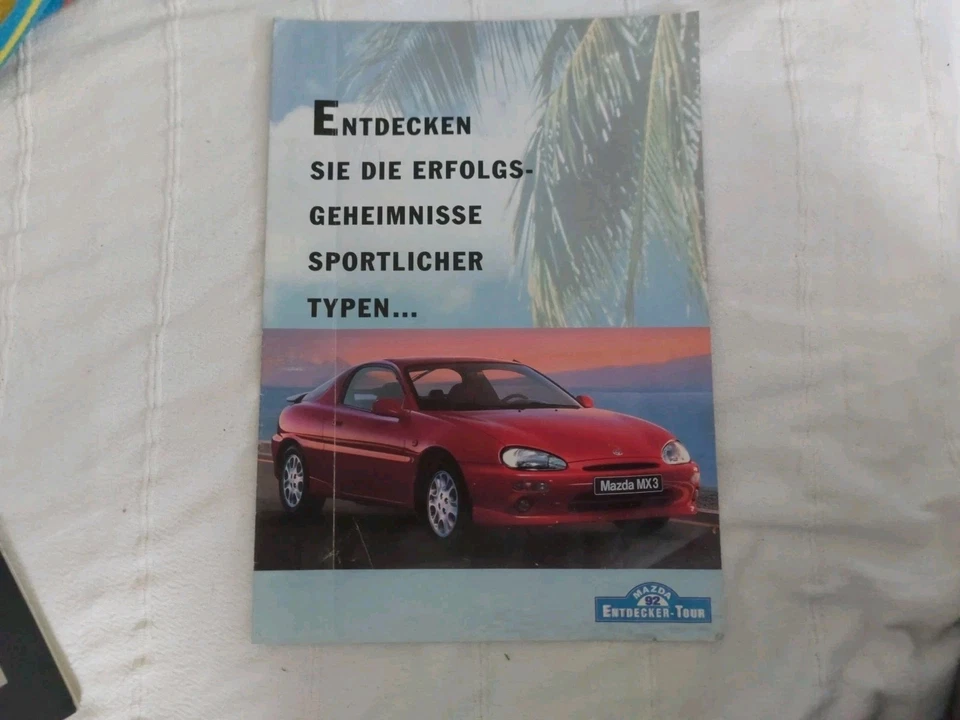 ENTDECKEN
SIE DIE ERFOLGS-
GEHEIMNISSE
SPORTLICHER
TYPEN...
Mazda MX3
MAZDA
92
ENTDECKER-TOUR